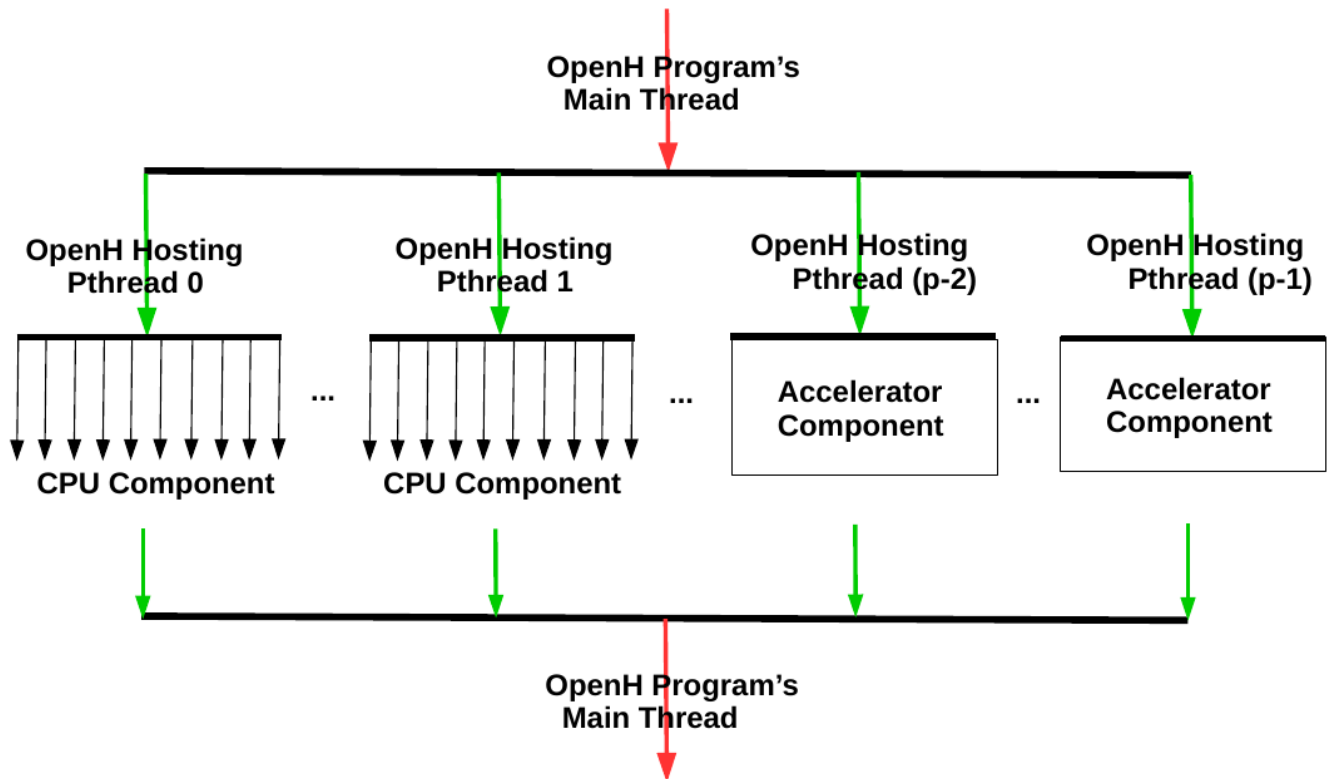 OpenH Program’s
Main Thread
OpenH Hosting
Pthread 0
OpenH Hosting
Pthread 1
OpenH Hosting
Pthread (p-2)
OpenH Hosting
Pthread (p-1)
...
...
...
Accelerator
Component
Accelerator
Component
CPU Component
CPU Component
OpenH Program’s
Main Thread